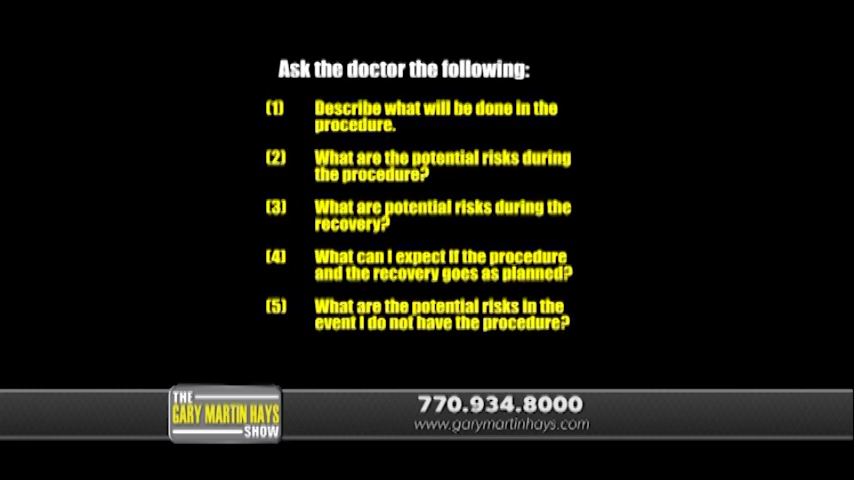 Ask the doctor the following:
(1) Describe what will be done in the
procedure.
(2) What are the potential risks during
the procedure?
(3) What are potential risks during the
recovery?
(4) What can I expect if the procedure
and the recovery goes as planned?
(5) What are the potential risks in the
event I do not have the procedure?
THE
GARY MARTIN HAYS
SHOW
770.934.8000
www.garymartinhays.com